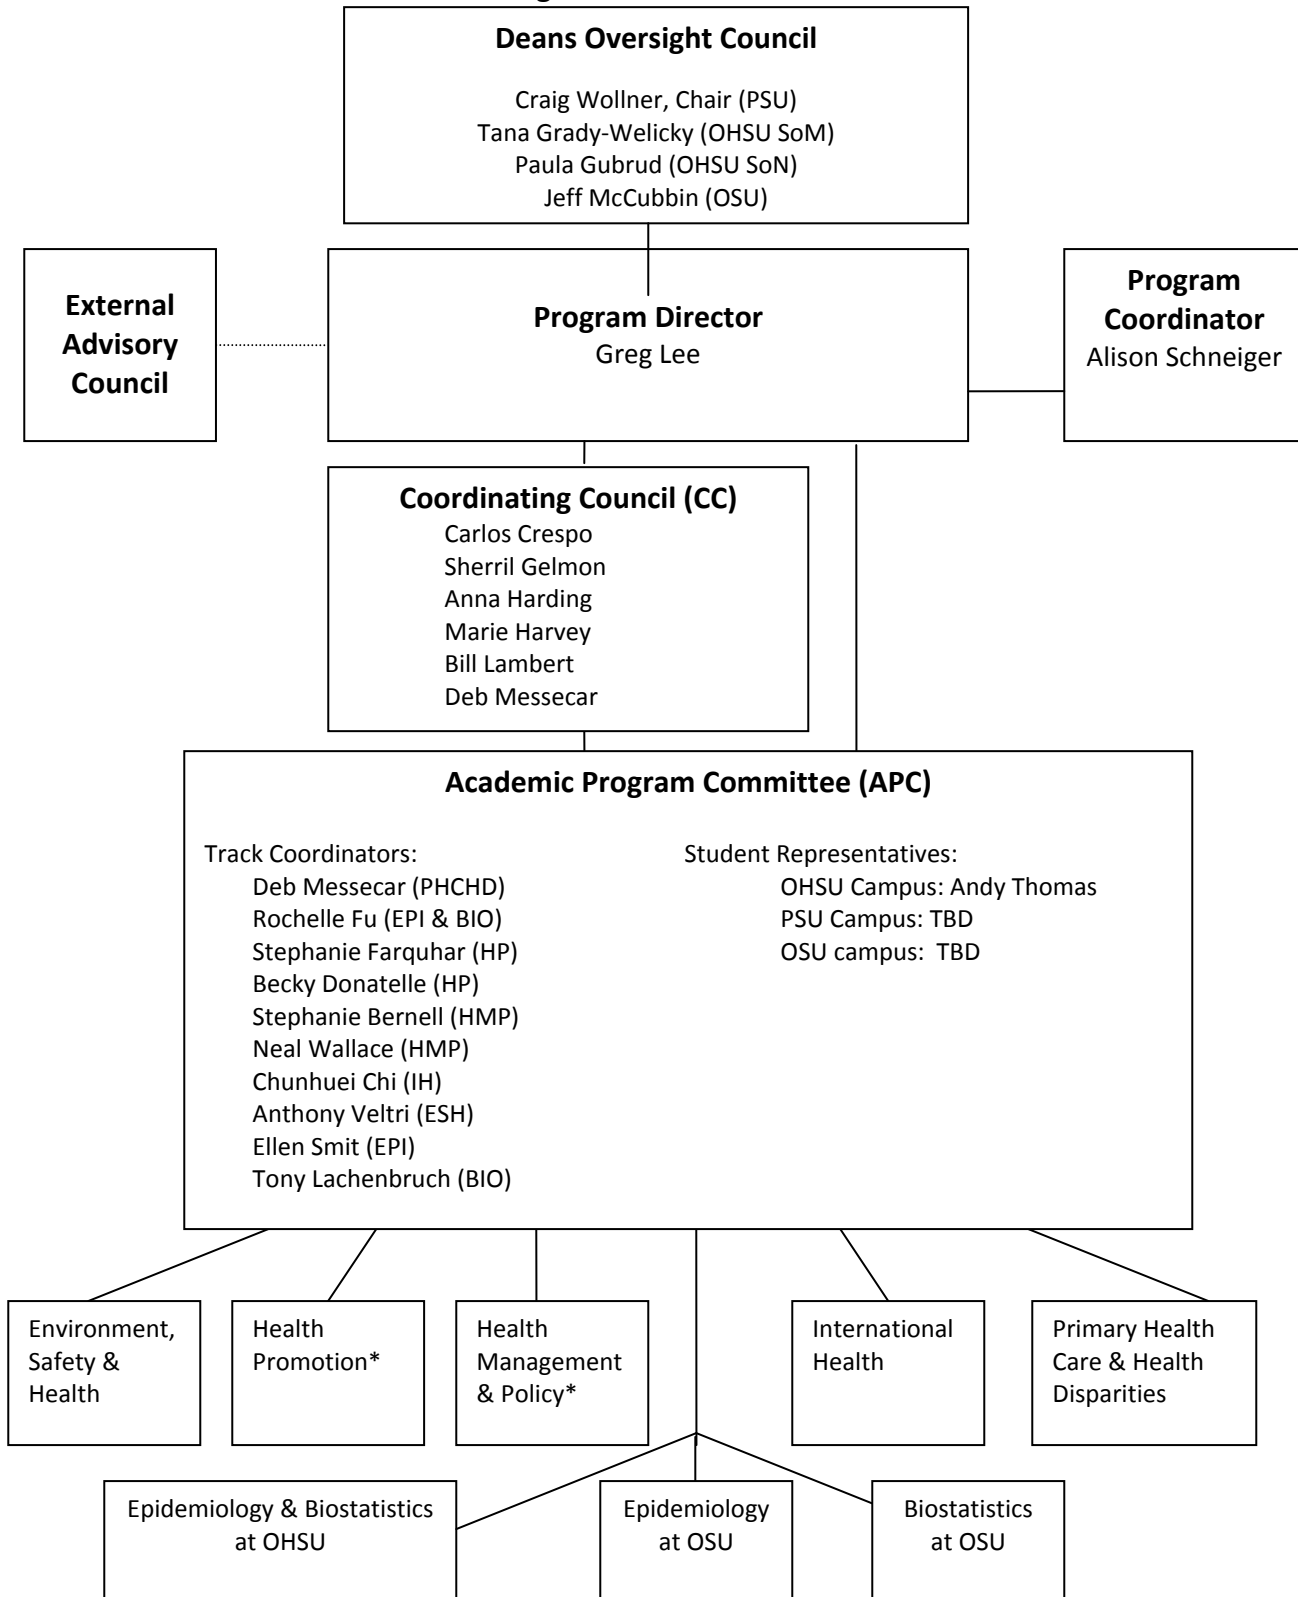 Deans Oversight Council
Craig Wollner, Chair (PSU)
Tana Grady-Welicky (OHSU SoM)
Paula Gubrud (OHSU SoN)
Jeff McCubbin (OSU)
External
Advisory
Council
Program Director
Greg Lee
Program
Coordinator
Alison Schneiger
Coordinating Council (CC)
Carlos Crespo
Sherril Gelmon
Anna Harding
Marie Harvey
Bill Lambert
Deb Messecar
Academic Program Committee (APC)
Track Coordinators:
Deb Messecar (PHCHD)
Rochelle Fu (EPI & BIO)
Stephanie Farquhar (HP)
Becky Donatelle (HP)
Stephanie Bernell (HMP)
Neal Wallace (HMP)
Chunhuei Chi (IH)
Anthony Veltri (ESH)
Ellen Smit (EPI)
Tony Lachenbruch (BIO)
Student Representatives:
OHSU Campus: Andy Thomas
PSU Campus: TBD
OSU campus:  TBD
Environment,
Safety &
Health
Health
Promotion*
Health
Management
& Policy*
International
Health
Primary Health
Care & Health
Disparities
Epidemiology & Biostatistics
at OHSU
Epidemiology
at OSU
Biostatistics
at OSU